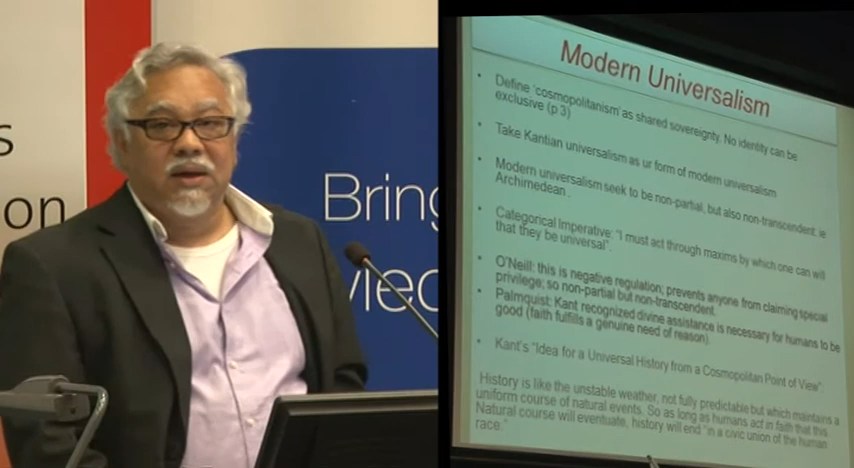 s
on
Bring
Modern Universalism
• Define 'cosmopolitanism' as shared sovereignty. No identity can be
exclusive (p 3)
• Take Kantian universalism as ur form of modern universalism
• Modern universalism seek to be non-partial, but also non-transcendent, ie
Archimedean .
• Categorical Imperative: "I must act through maxims by which one can will
that they be universal".
• O'Neill: this is negative regulation; prevents anyone from claiming special
privilege; so non-partial but non-transcendent.
• Palmquist: Kant recognized divine assistance is necessary for humans to be
good (faith fulfills a genuine need of reason).
• Kant's "Idea for a Universal History from a Cosmopolitan Point of View":
History is like the unstable weather, not fully predictable but which maintains a
uniform course of natural events. So as long as humans act in faith that this
Natural course will eventuate, history will end "in a civic union of the human
race."